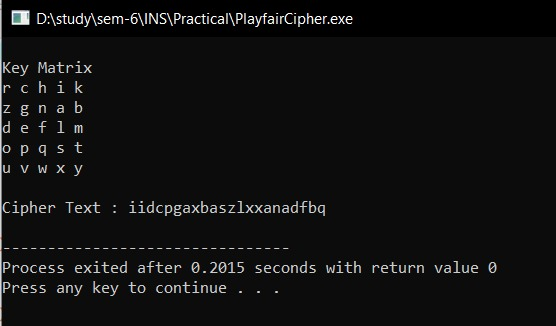 D:\study\sem-6\INS\Practical\PlayfairCipher.exe
Key Matrix
r c h i k
z g n a b
d e f l m
o p q s t
u v w x y
Cipher Text : iidcpgaxbaszlxxanadfbq
--------------------------------
Process exited after 0.2015 seconds with return value 0
Press any key to continue . . .